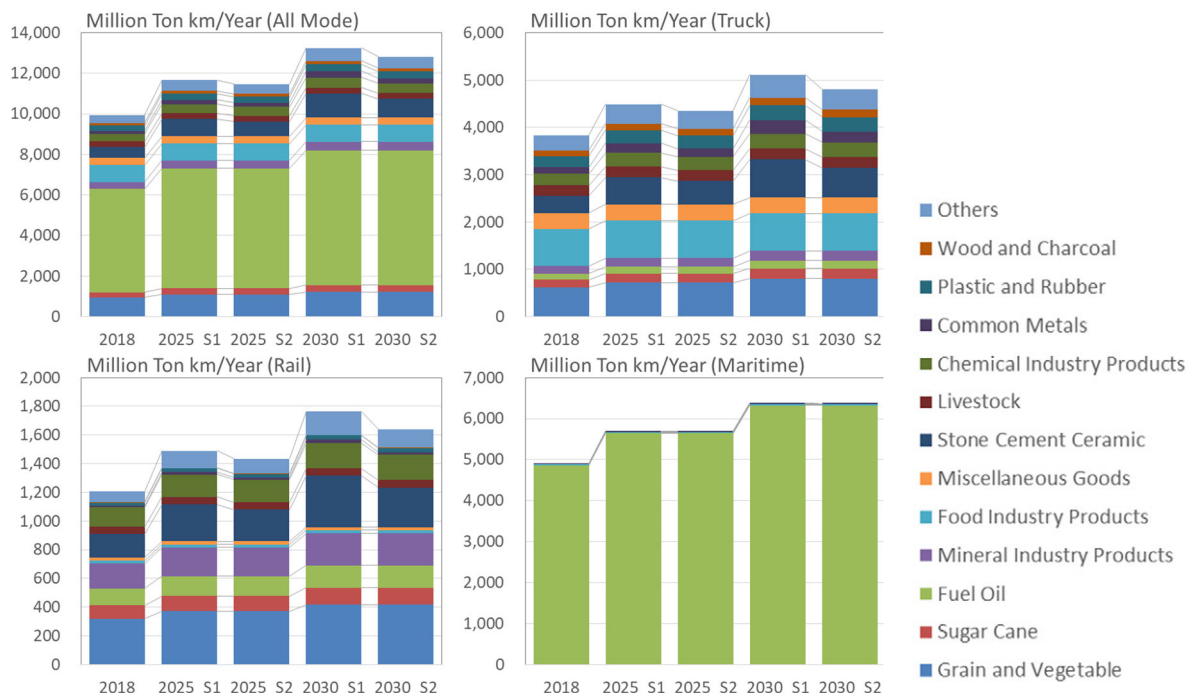 Million Ton km/Year (All Mode)
14,000
12,000
10,000
8,000
6,000
4,000
2,000
0
2018 2025 S1 2025 S2 2030 S1 2030 S2
Million Ton km/Year (Truck)
6,000
5,000
4,000
3,000
2,000
1,000
0
2018 2025 S1 2025 S2 2030 S1 2030 S2
Million Ton km/Year (Rail)
2,000
1,800
1,600
1,400
1,200
1,000
800
600
400
200
0
2018 2025 S1 2025 S2 2030 S1 2030 S2
Million Ton km/Year (Maritime)
7,000
6,000
5,000
4,000
3,000
2,000
1,000
0
2018 2025 S1 2025 S2 2030 S1 2030 S2
Others
Wood and Charcoal
Plastic and Rubber
Common Metals
Chemical Industry Products
Livestock
Stone Cement Ceramic
Miscellaneous Goods
Food Industry Products
Mineral Industry Products
Fuel Oil
Sugar Cane
Grain and Vegetable